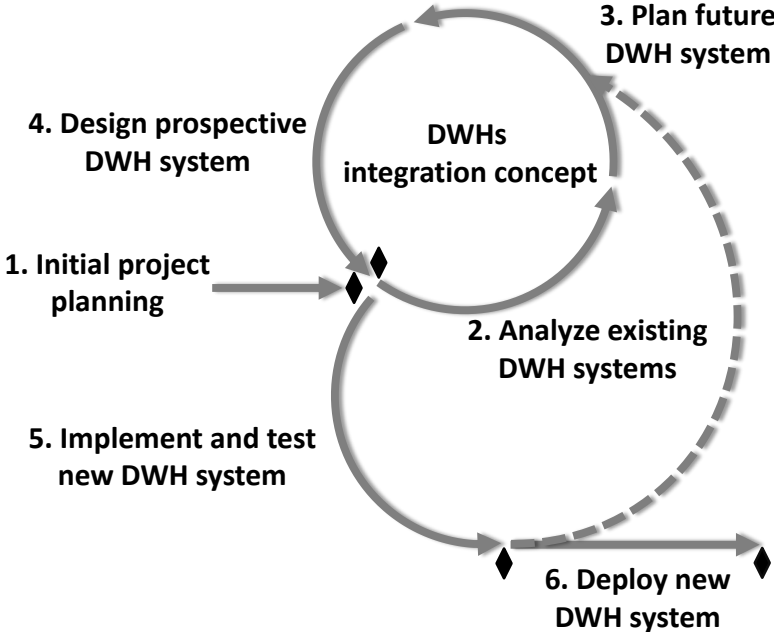 3. Plan future
DWH system
4. Design prospective
DWH system
DWHs
integration concept
1. Initial project
planning
2. Analyze existing
DWH systems
5. Implement and test
new DWH system
6. Deploy new
DWH system